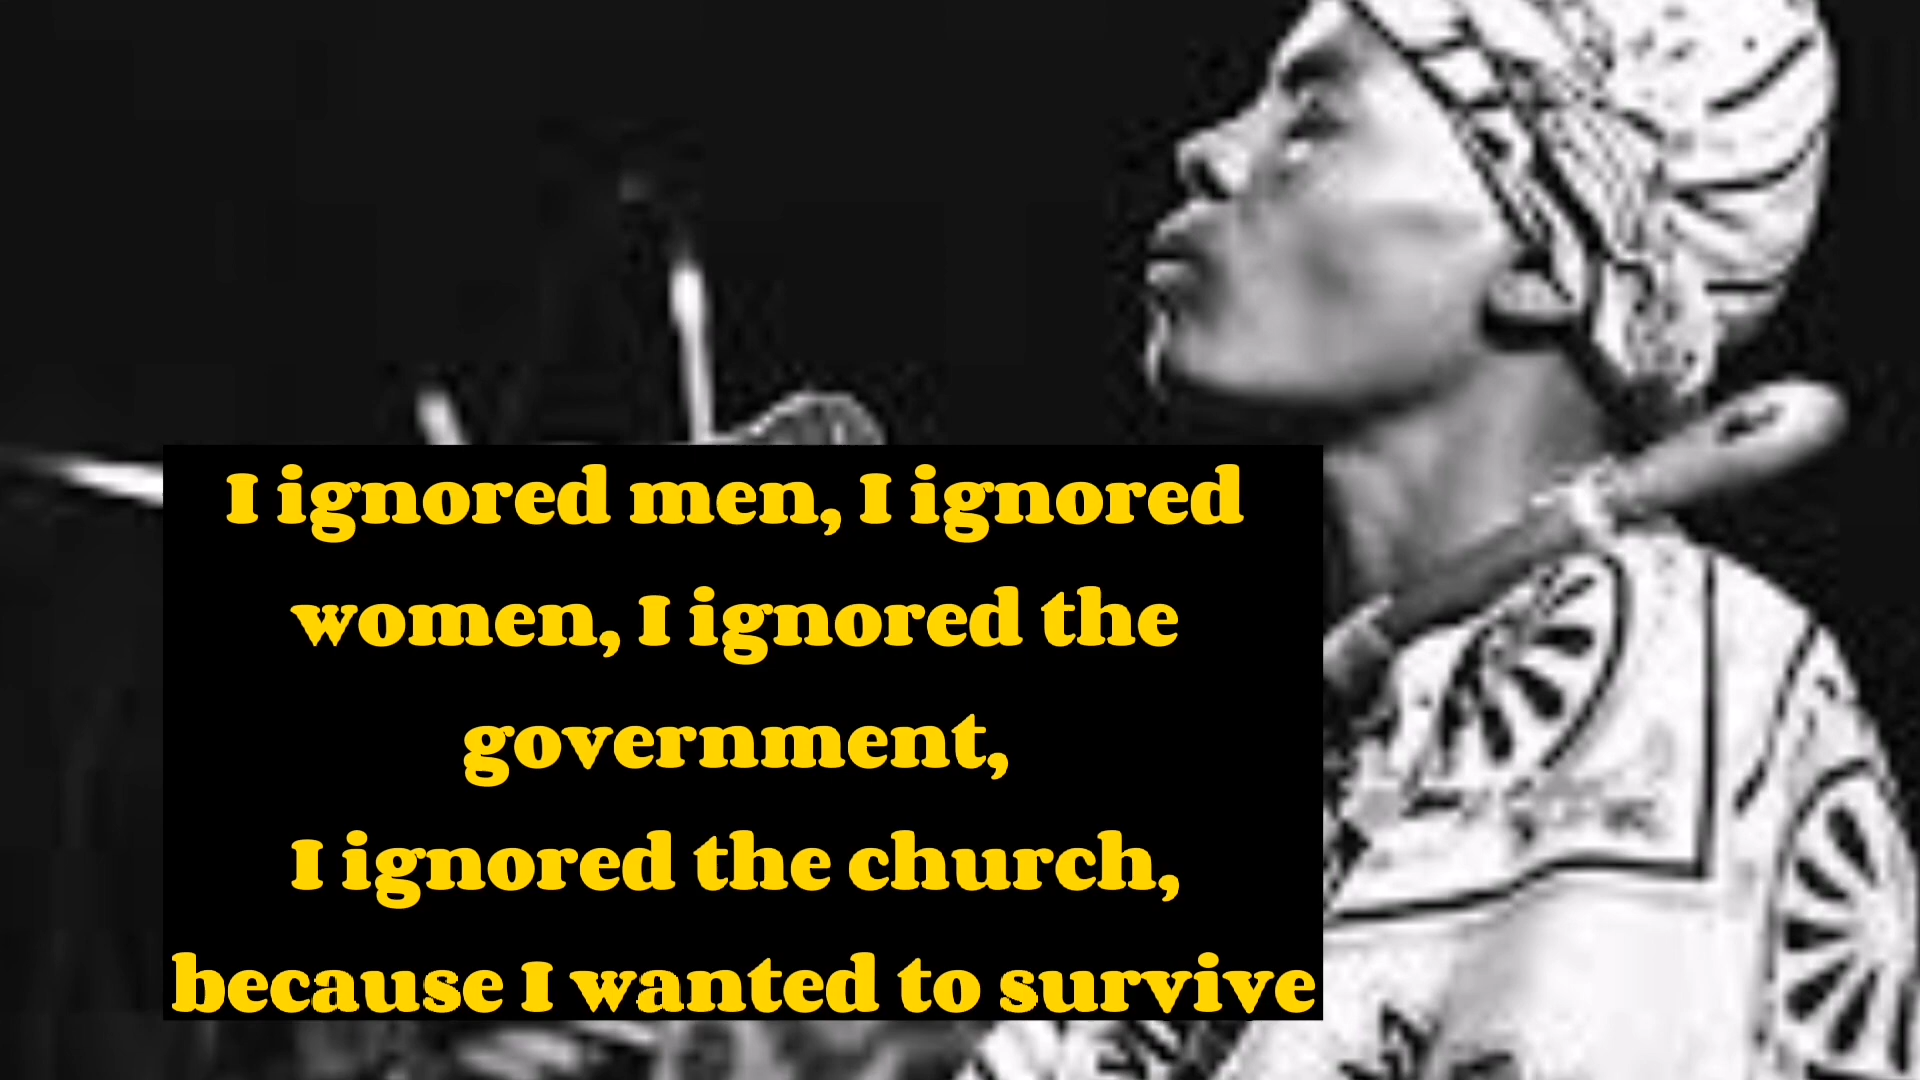 I ignored men, I ignored
women, I ignored the
government,
I ignored the church,
because I wanted to survive